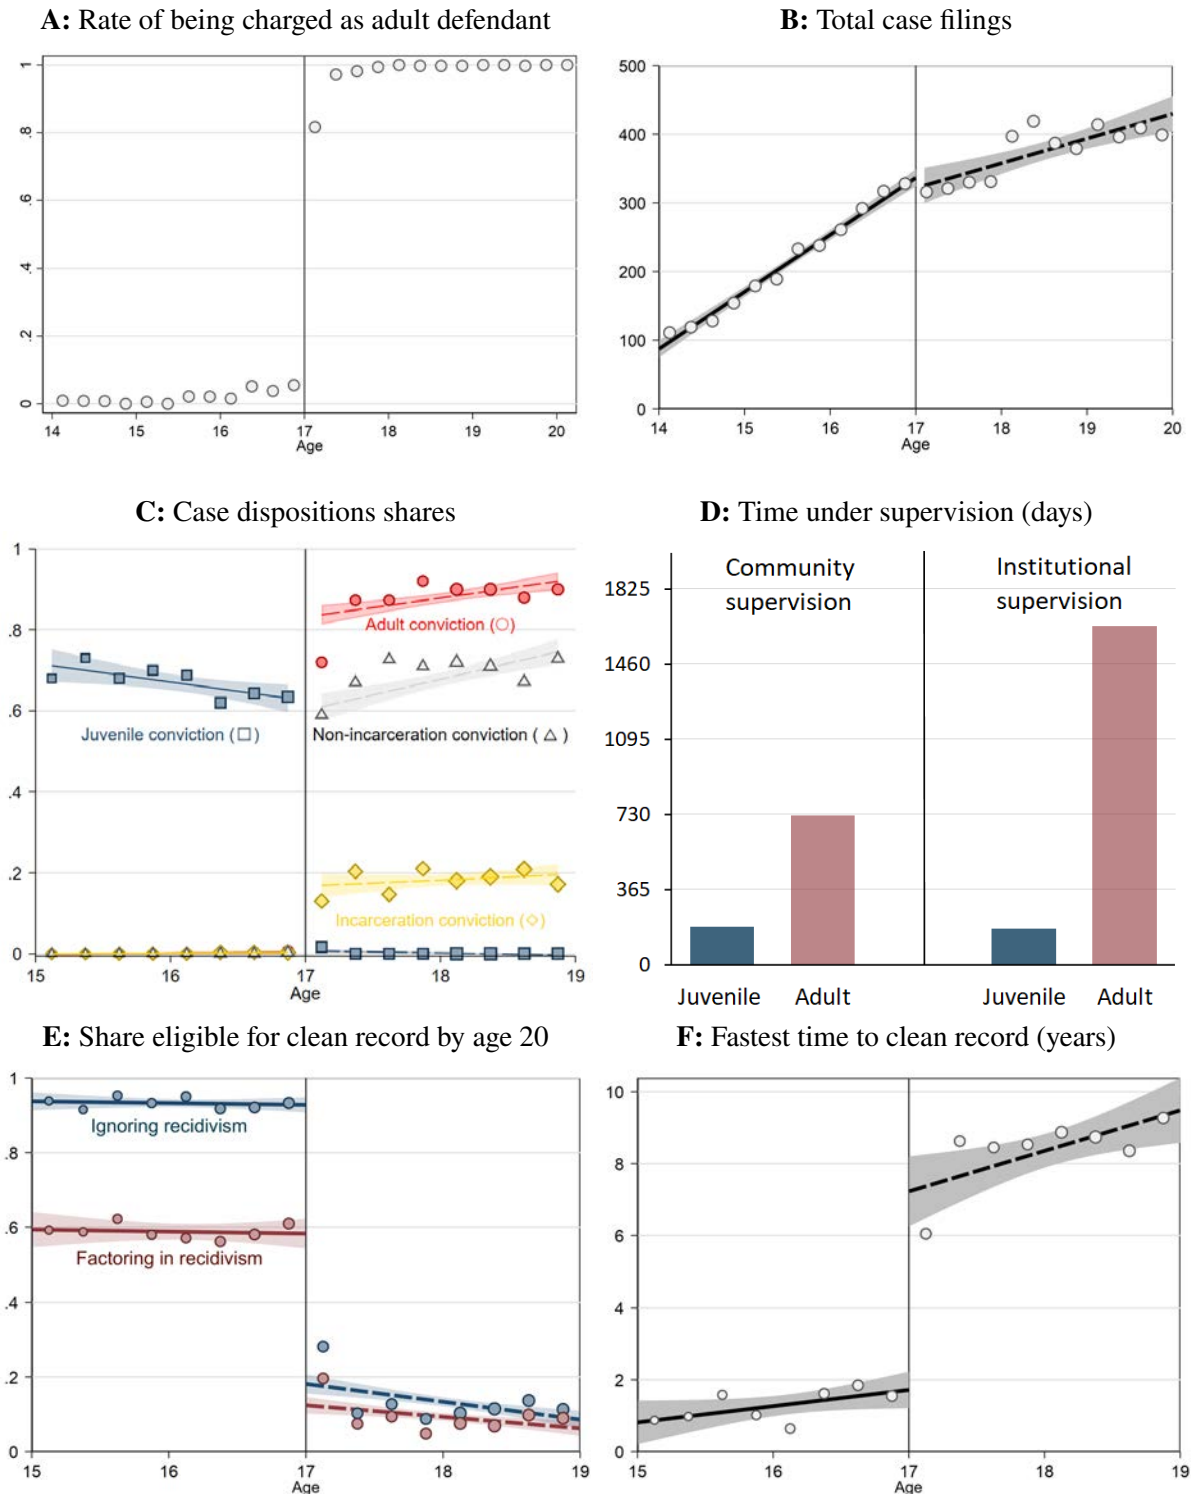 A: Rate of being charged as adult defendant
1
.8
.6
.4
.2
0
14 15 16 17 18 19 20
Age
B: Total case filings
500
400
300
200
100
0
14 15 16 17 18 19 20
Age
C: Case dispositions shares
1
.8
.6
.4
.2
0
Adult conviction (○)
Juvenile conviction (□)
Non-incarceration conviction (△)
Incarceration conviction (◇)
15 16 17 18 19
Age
D: Time under supervision (days)
Community
supervision
Institutional
supervision
1825
1460
1095
730
365
0
Juvenile Adult Juvenile Adult
E: Share eligible for clean record by age 20
1
.8
.6
.4
.2
0
Ignoring recidivism
Factoring in recidivism
15 16 17 18 19
Age
F: Fastest time to clean record (years)
10
8
6
4
2
0
15 16 17 18 19
Age